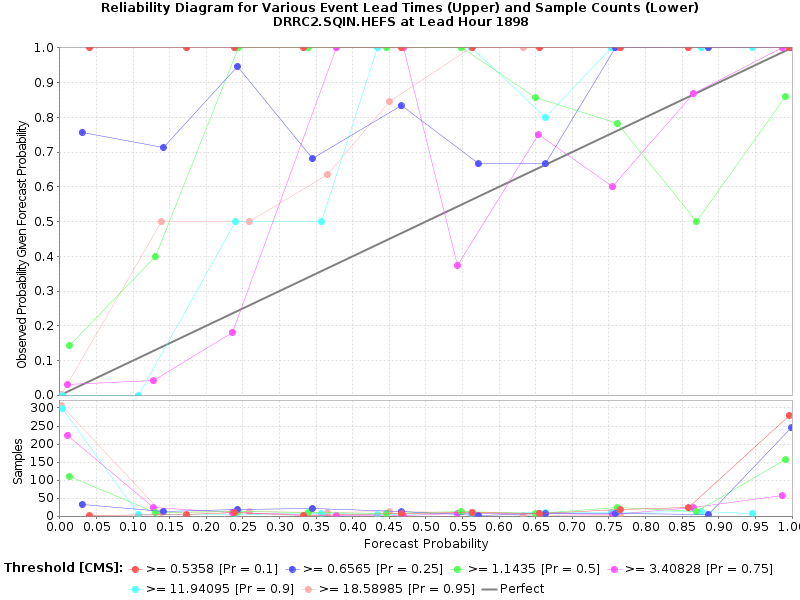 Reliability Diagram for Various Event Lead Times (Upper) and Sample Counts (Lower)
DRRC2.SQIN.HEFS at Lead Hour 1898
Observed Probability Given Forecast Probability
1.0
0.9
0.8
0.7
0.6
0.5
0.4
0.3
0.2
0.1
0.0
Samples
300
250
200
150
100
50
0
0.00 0.05 0.10 0.15 0.20 0.25 0.30 0.35 0.40 0.45 0.50 0.55 0.60 0.65 0.70 0.75 0.80 0.85 0.90 0.95 1.00
Forecast Probability
Threshold [CMS]: >= 0.5358 [Pr = 0.1] >= 0.6565 [Pr = 0.25] >= 1.1435 [Pr = 0.5] >= 3.40828 [Pr = 0.75]
>= 11.94095 [Pr = 0.9] >= 18.58985 [Pr = 0.95] Perfect